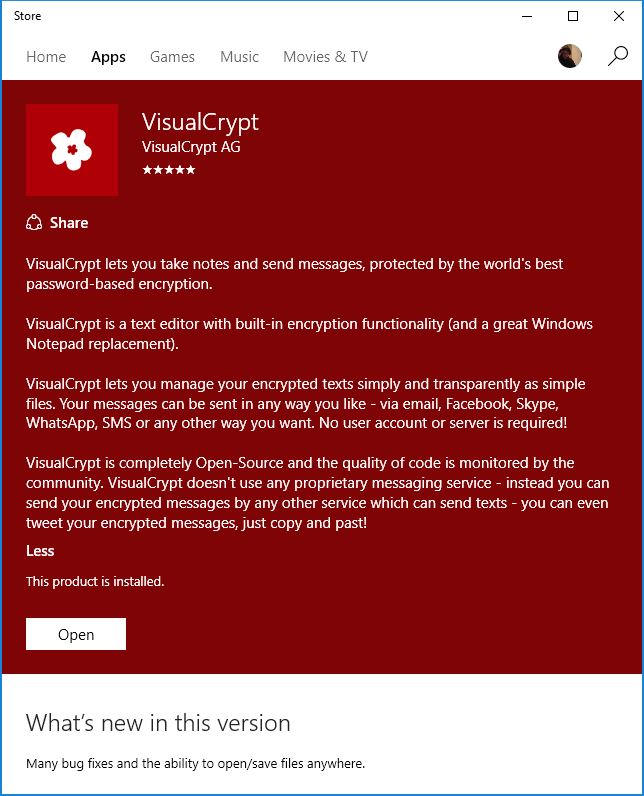 Store
Home Apps Games Music Movies & TV
VisualCrypt
VisualCrypt AG
Share
VisualCrypt lets you take notes and send messages, protected by the world's best
password-based encryption.
VisualCrypt is a text editor with built-in encryption functionality (and a great Windows
Notepad replacement).
VisualCrypt lets you manage your encrypted texts simply and transparently as simple
files. Your messages can be sent in any way you like - via email, Facebook, Skype,
WhatsApp, SMS or any other way you want. No user account or server is required!
VisualCrypt is completely Open-Source and the quality of code is monitored by the
community. VisualCrypt doesn't use any proprietary messaging service - instead you can
send your encrypted messages by any other service which can send texts - you can even
tweet your encrypted messages, just copy and past!
Less
This product is installed.
Open
What's new in this version
Many bug fixes and the ability to open/save files anywhere.